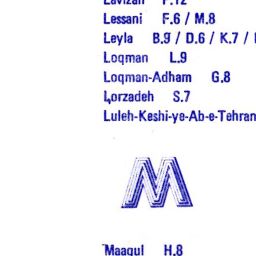 Lavizan F.12
Lessani F.6 / M.8
Leyla B.9 / D.6 / K.7 /
Loqman L.9
Loqman-Adham G.8
Lorzadeh S.7
Luleh-Keshi-ye-Ab-e-Tehran
M
Maaqul H.8